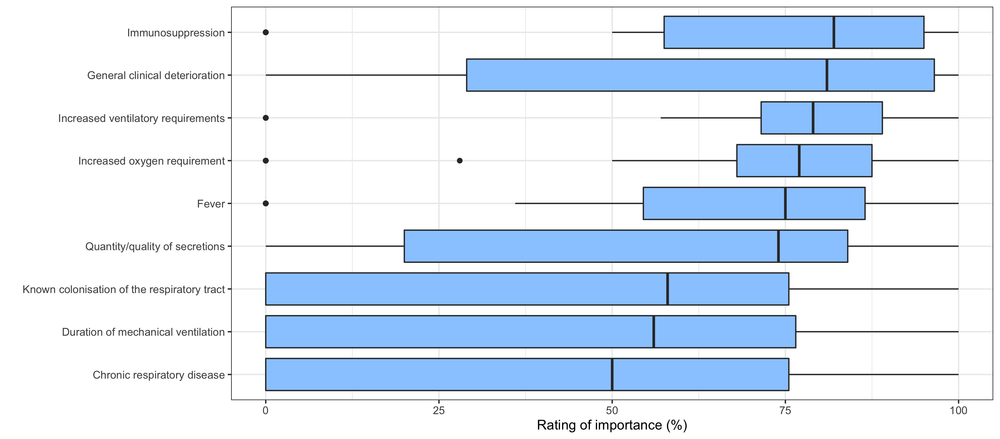 Immunosuppression
General clinical deterioration
Increased ventilatory requirements
Increased oxygen requirement
Fever
Quantity/quality of secretions
Known colonisation of the respiratory tract
Duration of mechanical ventilation
Chronic respiratory disease
0 25 50 75 100
Rating of importance (%)